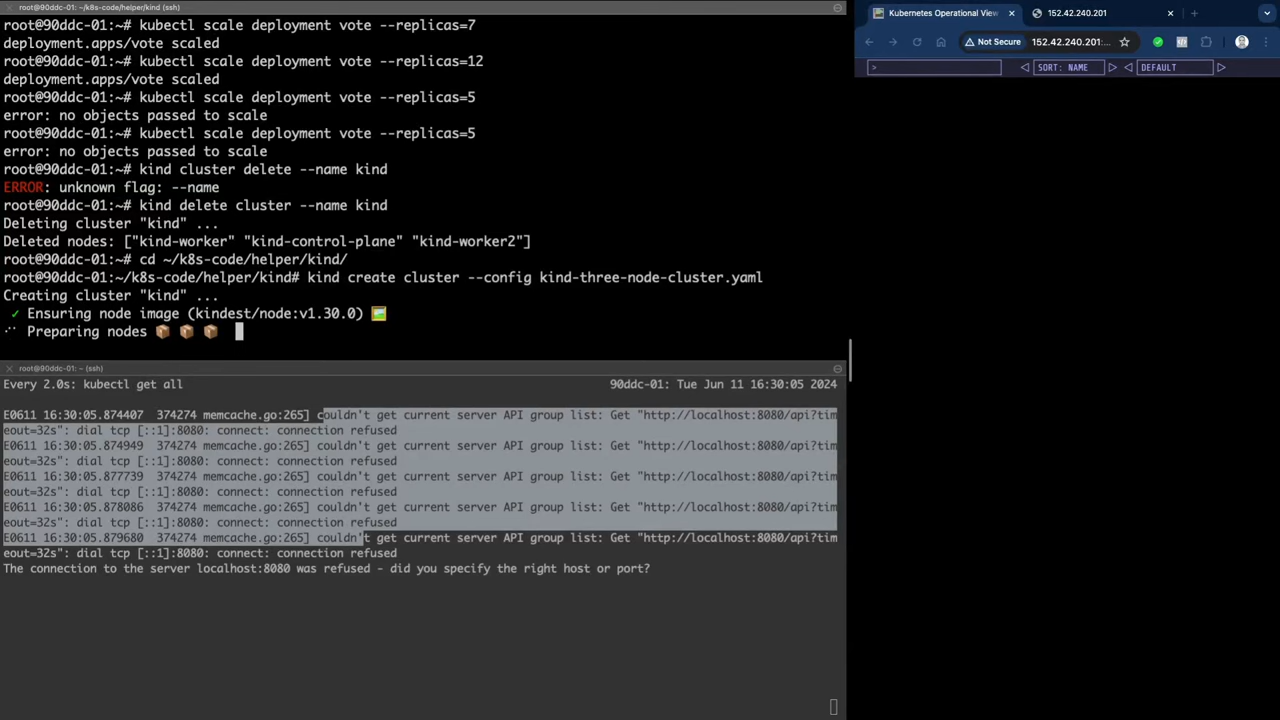 root@90ddc-01: ~/k8s-code/helper/kind (ssh)
root@90ddc-01:~# kubectl scale deployment vote --replicas=7
deployment.apps/vote scaled
root@90ddc-01:~# kubectl scale deployment vote --replicas=12
deployment.apps/vote scaled
root@90ddc-01:~# kubectl scale deployment vote --replicas=5
error: no objects passed to scale
root@90ddc-01:~# kubectl scale deployment vote --replicas=5
error: no objects passed to scale
root@90ddc-01:~# kind cluster delete --name kind
ERROR: unknown flag: --name
root@90ddc-01:~# kind delete cluster --name kind
Deleting cluster "kind" ...
Deleted nodes: ["kind-worker" "kind-control-plane" "kind-worker2"]
root@90ddc-01:~# cd ~/k8s-code/helper/kind/
root@90ddc-01:~/k8s-code/helper/kind# kind create cluster --config kind-three-node-cluster.yaml
Creating cluster "kind" ...
✓ Ensuring node image (kindest/node:v1.30.0) 🖼
Preparing nodes 📦 📦 📦
root@90ddc-01: ~ (ssh)
Every 2.0s: kubectl get all 90ddc-01: Tue Jun 11 16:30:05 2024
E0611 16:30:05.874407 374274 memcache.go:265] couldn't get current server API group list: Get "http://localhost:8080/api?tim
eout=32s": dial tcp [::1]:8080: connect: connection refused
E0611 16:30:05.874949 374274 memcache.go:265] couldn't get current server API group list: Get "http://localhost:8080/api?tim
eout=32s": dial tcp [::1]:8080: connect: connection refused
E0611 16:30:05.877739 374274 memcache.go:265] couldn't get current server API group list: Get "http://localhost:8080/api?tim
eout=32s": dial tcp [::1]:8080: connect: connection refused
E0611 16:30:05.878086 374274 memcache.go:265] couldn't get current server API group list: Get "http://localhost:8080/api?tim
eout=32s": dial tcp [::1]:8080: connect: connection refused
E0611 16:30:05.879680 374274 memcache.go:265] couldn't get current server API group list: Get "http://localhost:8080/api?tim
eout=32s": dial tcp [::1]:8080: connect: connection refused
The connection to the server localhost:8080 was refused - did you specify the right host or port?
Kubernetes Operational View
152.42.240.201
Not Secure 152.42.240.201:...
> SORT: NAME DEFAULT